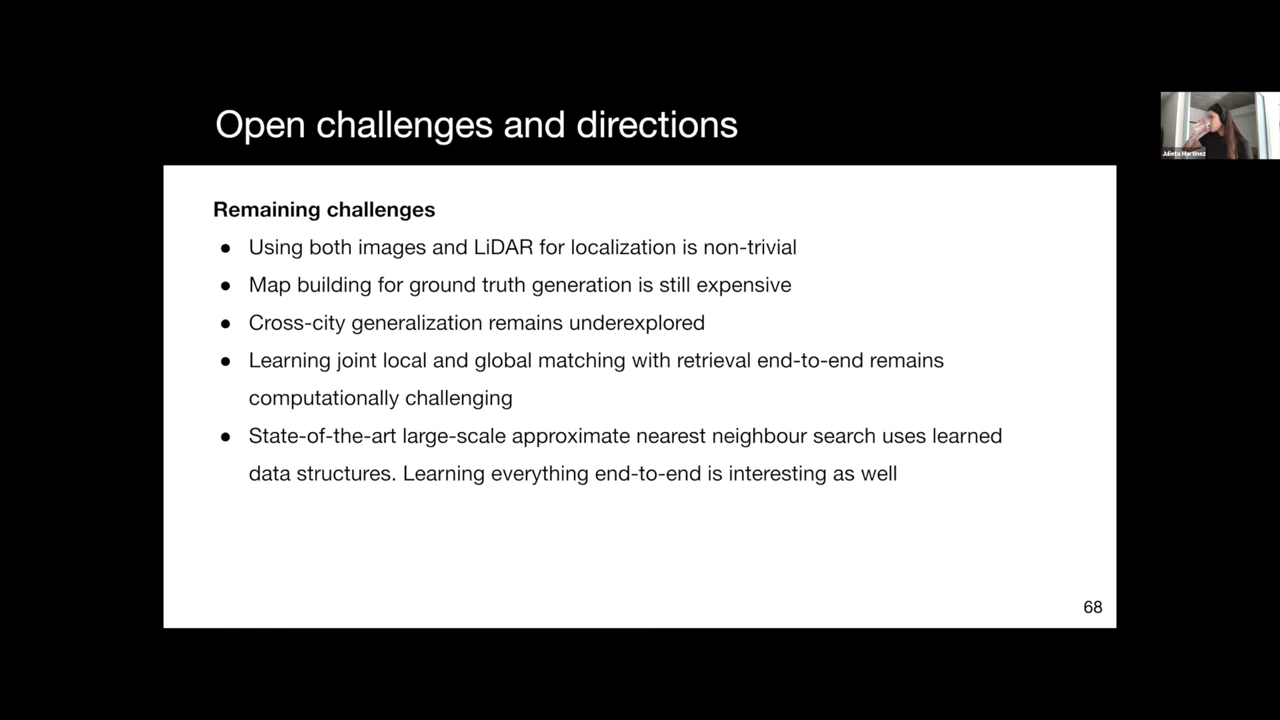 Open challenges and directions
Julieta Martinez
Remaining challenges
● Using both images and LiDAR for localization is non-trivial
● Map building for ground truth generation is still expensive
● Cross-city generalization remains underexplored
● Learning joint local and global matching with retrieval end-to-end remains
computationally challenging
● State-of-the-art large-scale approximate nearest neighbour search uses learned
data structures. Learning everything end-to-end is interesting as well
68